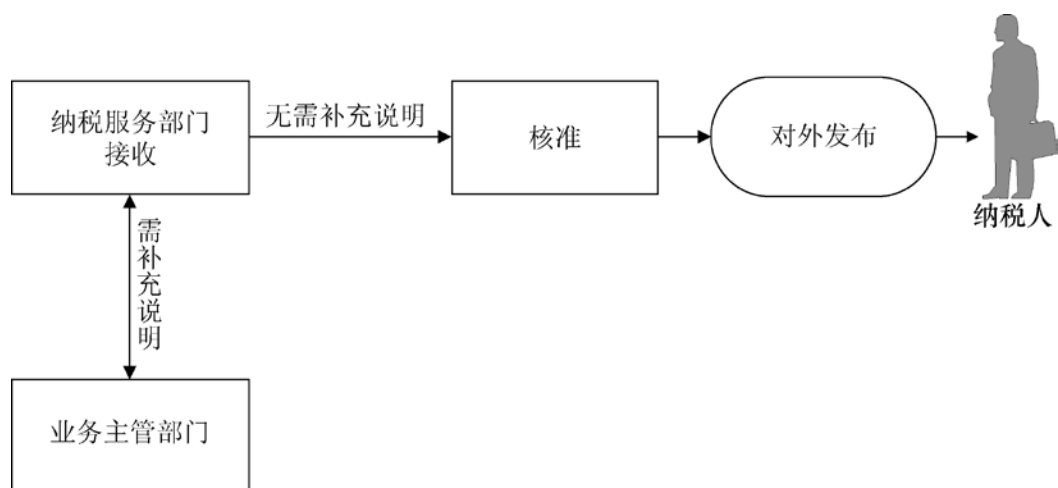 纳税服务部门
接收
无需补充说明
核准
对外发布
纳税人
需补充说明
业务主管部门